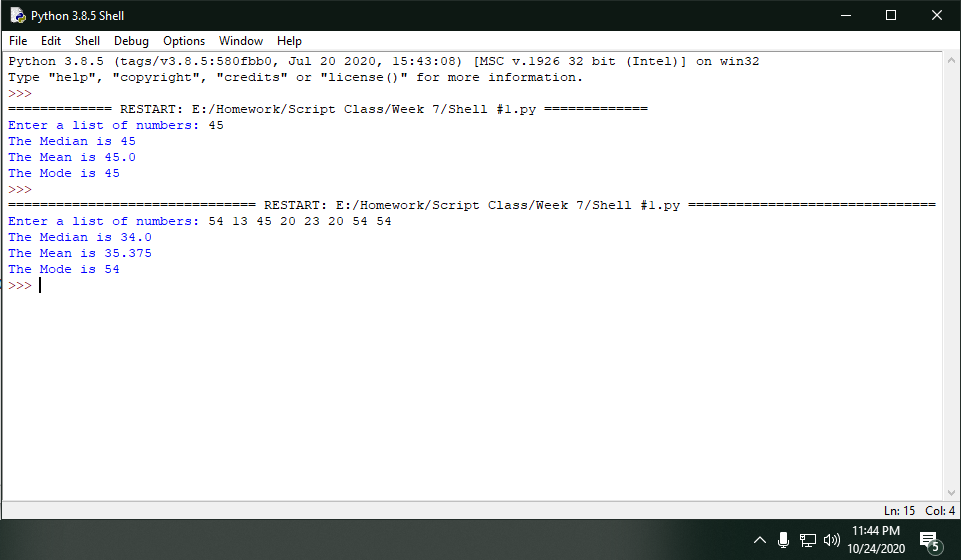 Python 3.8.5 Shell
File Edit Shell Debug Options Window Help
Python 3.8.5 (tags/v3.8.5:580fbb0, Jul 20 2020, 15:43:08) [MSC v.1926 32 bit (Intel)] on win32
Type "help", "copyright", "credits" or "license()" for more information.
>>>
============= RESTART: E:/Homework/Script Class/Week 7/Shell #1.py =============
Enter a list of numbers: 45
The Median is 45
The Mean is 45.0
The Mode is 45
>>>
=============================== RESTART: E:/Homework/Script Class/Week 7/Shell #1.py ===============================
Enter a list of numbers: 54 13 45 20 23 20 54 54
The Median is 34.0
The Mean is 35.375
The Mode is 54
>>>
Ln: 15 Col: 4
11:44 PM
10/24/2020
5